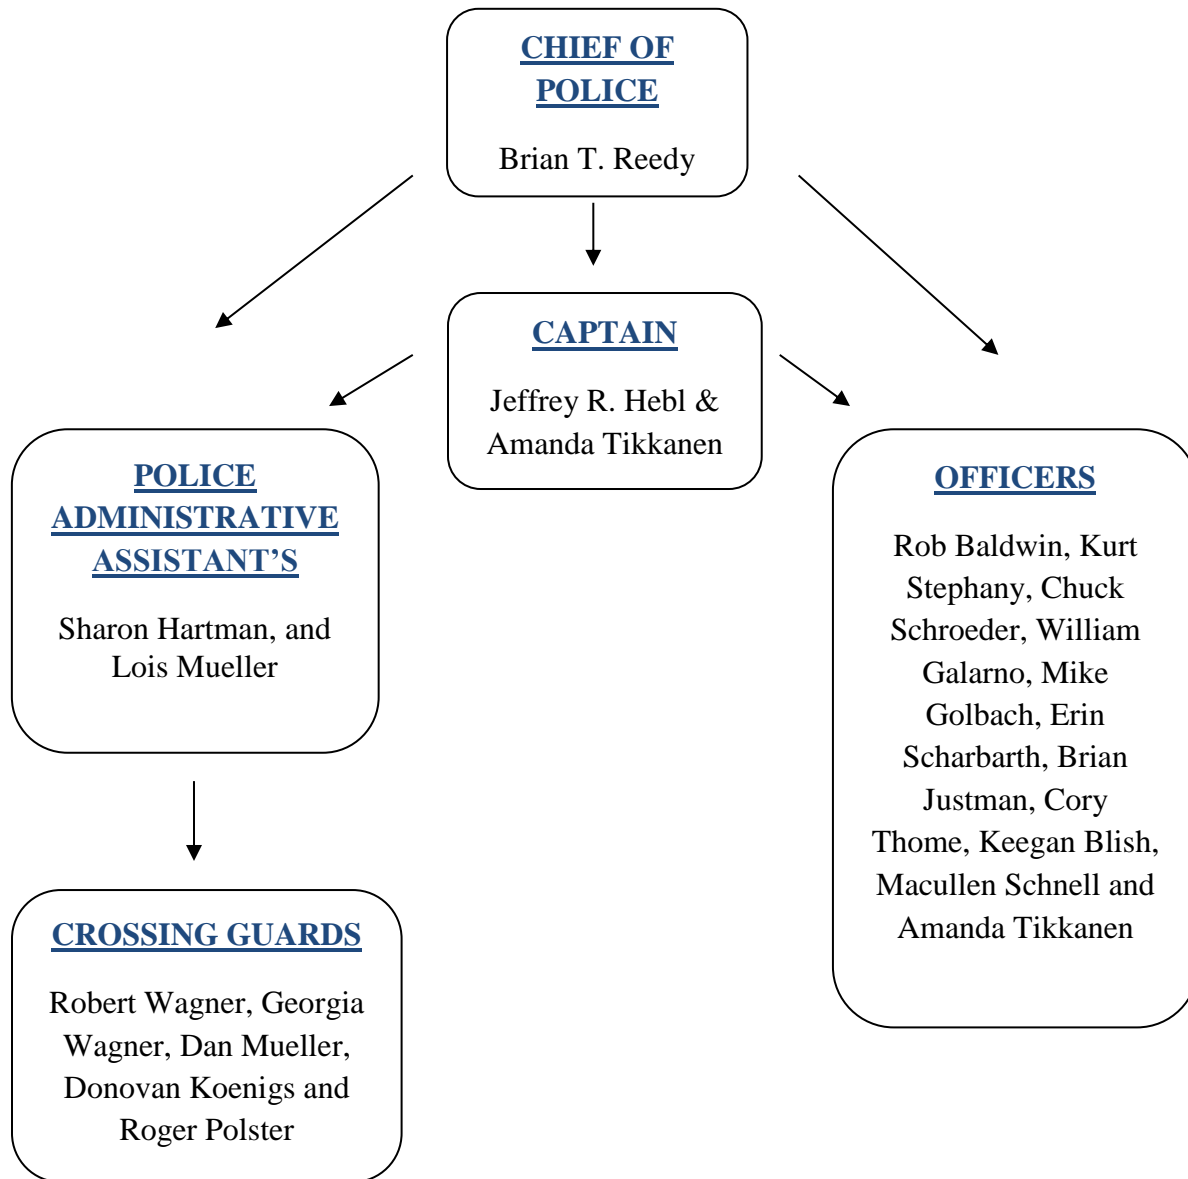 CHIEF OF
POLICE
Brian T. Reedy
CAPTAIN
Jeffrey R. Hebl &
Amanda Tikkanen
POLICE
ADMINISTRATIVE
ASSISTANT’S
Sharon Hartman, and
Lois Mueller
OFFICERS
Rob Baldwin, Kurt
Stephany, Chuck
Schroeder, William
Galarno, Mike
Golbach, Erin
Scharbarth, Brian
Justman, Cory
Thome, Keegan Blish,
Macullen Schnell and
Amanda Tikkanen
CROSSING GUARDS
Robert Wagner, Georgia
Wagner, Dan Mueller,
Donovan Koenigs and
Roger Polster